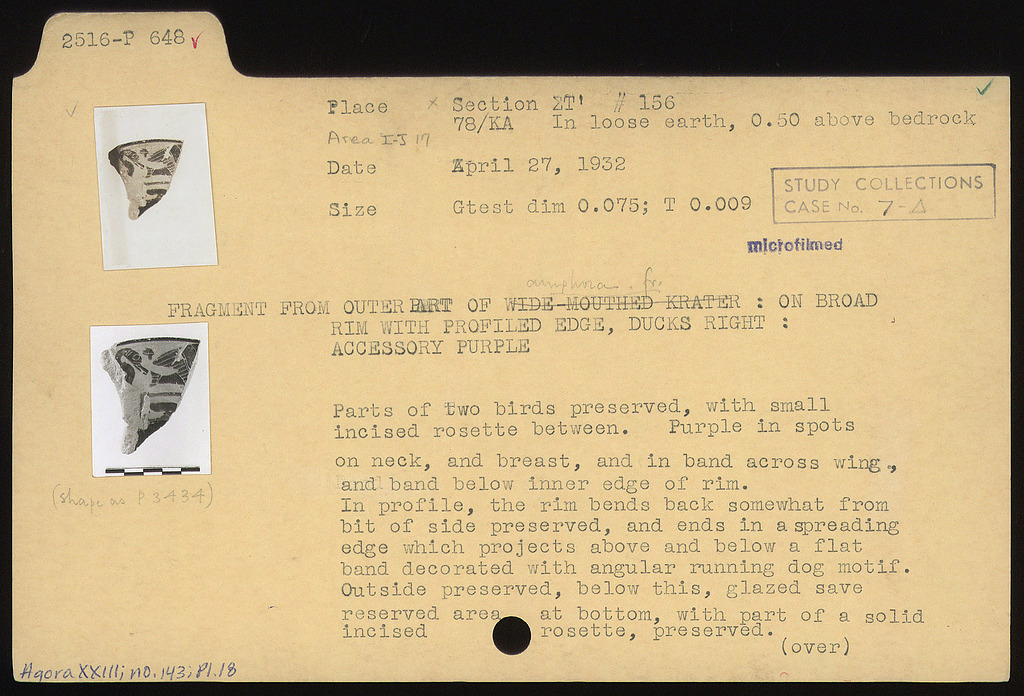 2516-P 648 ✓
Place × Section ΣT' # 156
78/KA In loose earth, 0.50 above bedrock
Area I-J 17
Date April 27, 1932
Size Gtest dim 0.075; T 0.009
STUDY COLLECTIONS
CASE No. 7-Δ
microfilmed
amphora. fr.
FRAGMENT FROM OUTER PART OF WIDE-MOUTHED KRATER : ON BROAD
RIM WITH PROFILED EDGE, DUCKS RIGHT :
ACCESSORY PURPLE
Parts of two birds preserved, with small
incised rosette between. Purple in spots
on neck, and breast, and in band across wing,
and band below inner edge of rim.
(shape as P 3434)
In profile, the rim bends back somewhat from
bit of side preserved, and ends in a spreading
edge which projects above and below a flat
band decorated with angular running dog motif.
Outside preserved, below this, glazed save
reserved area at bottom, with part of a solid
incised rosette, preserved.
(over)
Agora XXIII; no. 143; Pl. 18